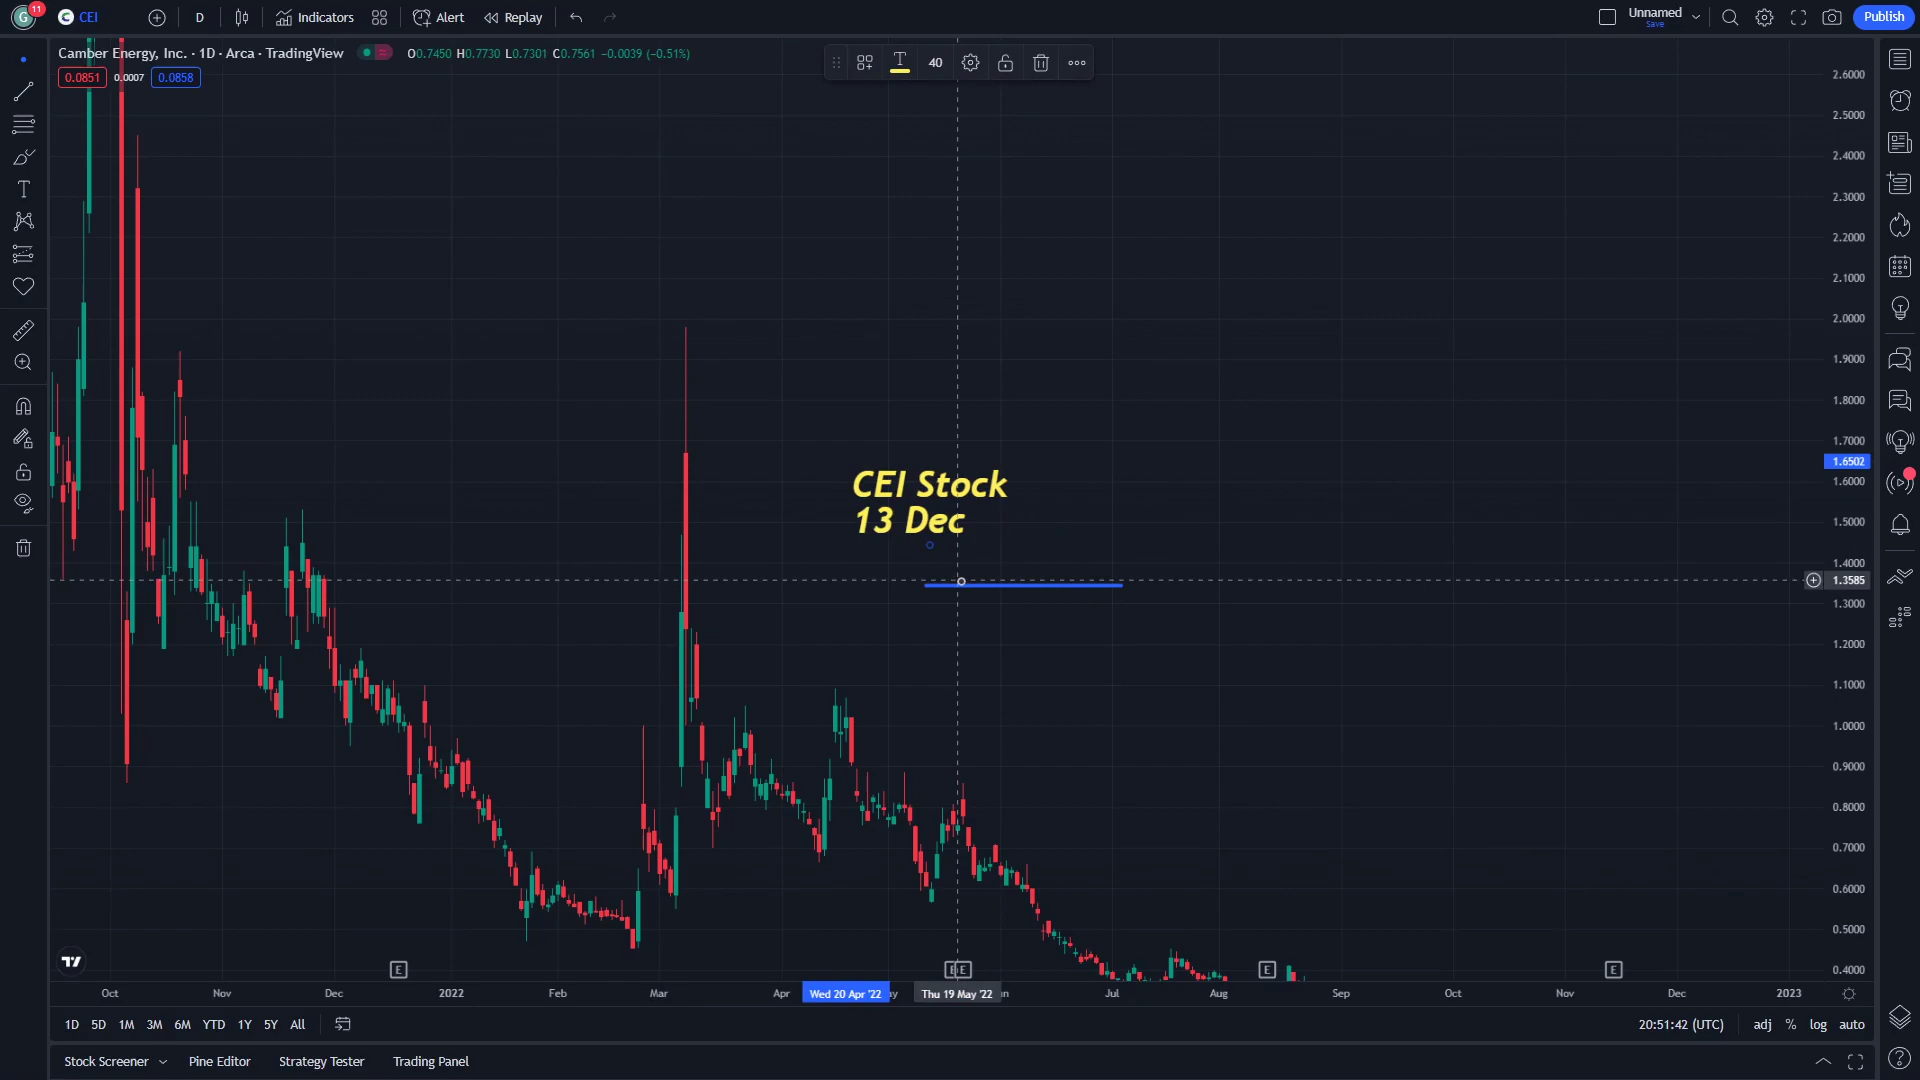 G
11
CEI
D
Indicators
Alert
Replay
Unnamed
Save
Publish
Camber Energy, Inc. · 1D · Arca · TradingView
O0.7450 H0.7730 L0.7301 C0.7561 −0.0039 (−0.51%)
0.0851 0.0007 0.0858
T
40
2.6000
2.5000
2.4000
2.3000
2.2000
2.1000
2.0000
1.9000
1.8000
1.7000
1.6502
1.6000
1.5000
1.4000
1.3585
1.3000
1.2000
1.1000
1.0000
0.9000
0.8000
0.7000
0.6000
0.5000
0.4000
CEI Stock
13 Dec
E
E
E
E
Oct
Nov
Dec
2022
Feb
Mar
Apr
Wed 20 Apr '22
Thu 19 May '22
Jul
Aug
Sep
Oct
Nov
Dec
2023
1D 5D 1M 3M 6M YTD 1Y 5Y All
20:51:42 (UTC)
adj % log auto
Stock Screener
Pine Editor
Strategy Tester
Trading Panel